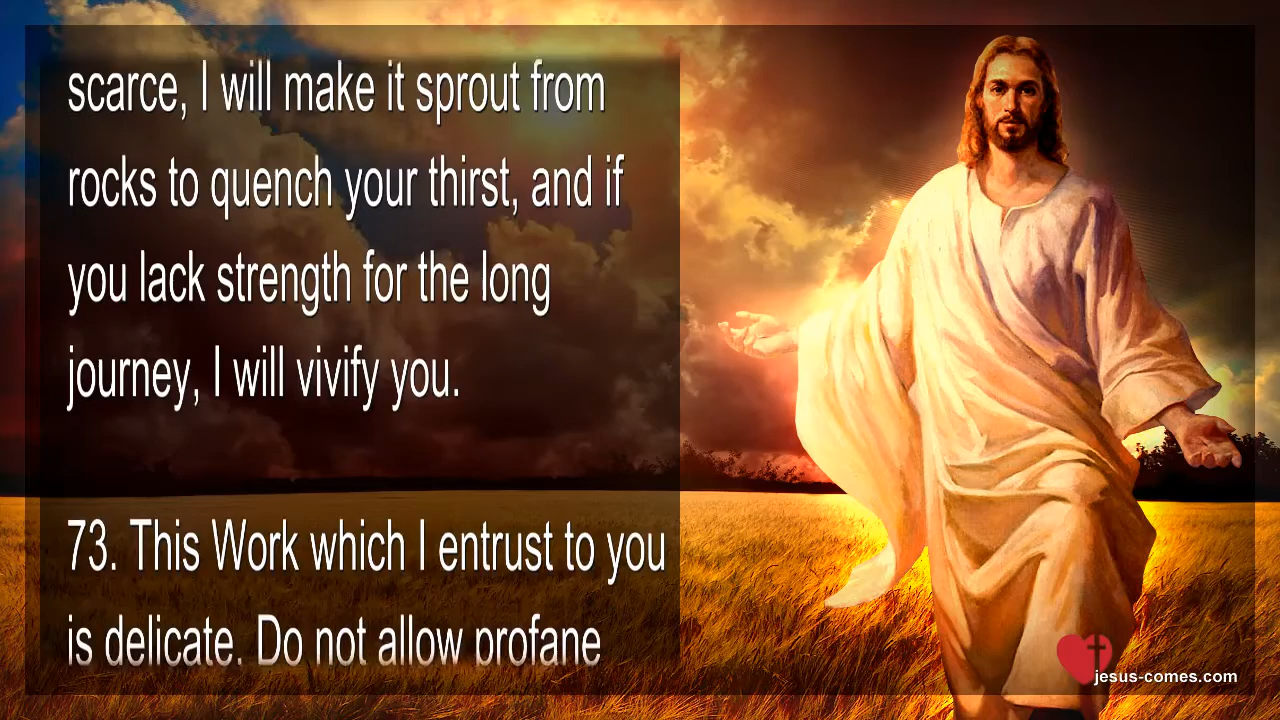 scarce, I will make it sprout from
rocks to quench your thirst, and if
you lack strength for the long
journey, I will vivify you.
73. This Work which I entrust to you
is delicate. Do not allow profane
jesus-comes.com